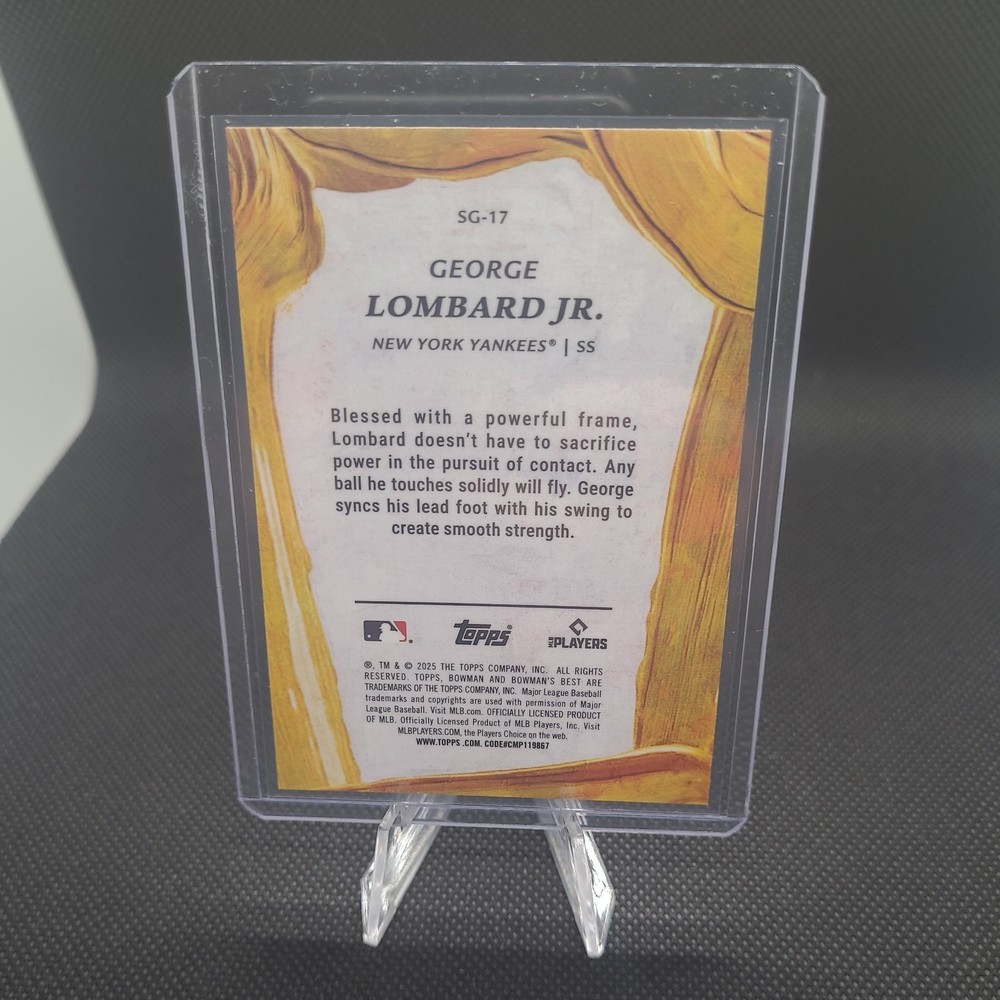 SG-17
GEORGE
LOMBARD JR.
NEW YORK YANKEES® | SS
Blessed with a powerful frame,
Lombard doesn't have to sacrifice
power in the pursuit of contact. Any
ball he touches solidly will fly. George
syncs his lead foot with his swing to
create smooth strength.
Topps® MLB PLAYERS
®, TM & © 2025 THE TOPPS COMPANY, INC. ALL RIGHTS
RESERVED. TOPPS, BOWMAN AND BOWMAN'S BEST ARE
TRADEMARKS OF THE TOPPS COMPANY, INC. Major League Baseball
trademarks and copyrights are used with permission of Major
League Baseball. Visit MLB.com. OFFICIALLY LICENSED PRODUCT
OF MLB. Officially Licensed Product of MLB Players, Inc. Visit
MLBPLAYERS.COM, the Players Choice on the web.
WWW.TOPPS .COM. CODE#CMP119867